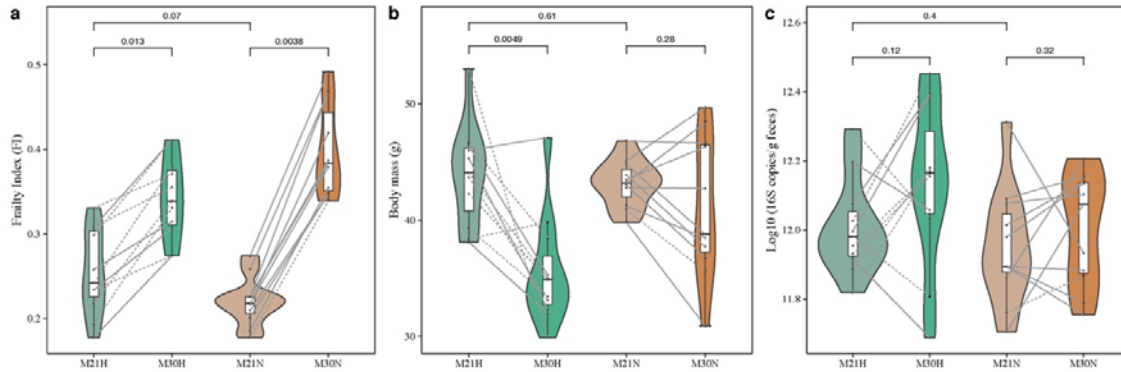 a
0.07
0.013
0.0038
Frailty Index (FI)
0.5
0.4
0.3
0.2
M21H
M30H
M21N
M30N
b
0.61
0.0049
0.28
Body mass (g)
50
40
30
M21H
M30H
M21N
M30N
c
0.4
0.12
0.32
Log10 (16S copies/g feces)
12.6
12.4
12.2
12.0
11.8
M21H
M30H
M21N
M30N